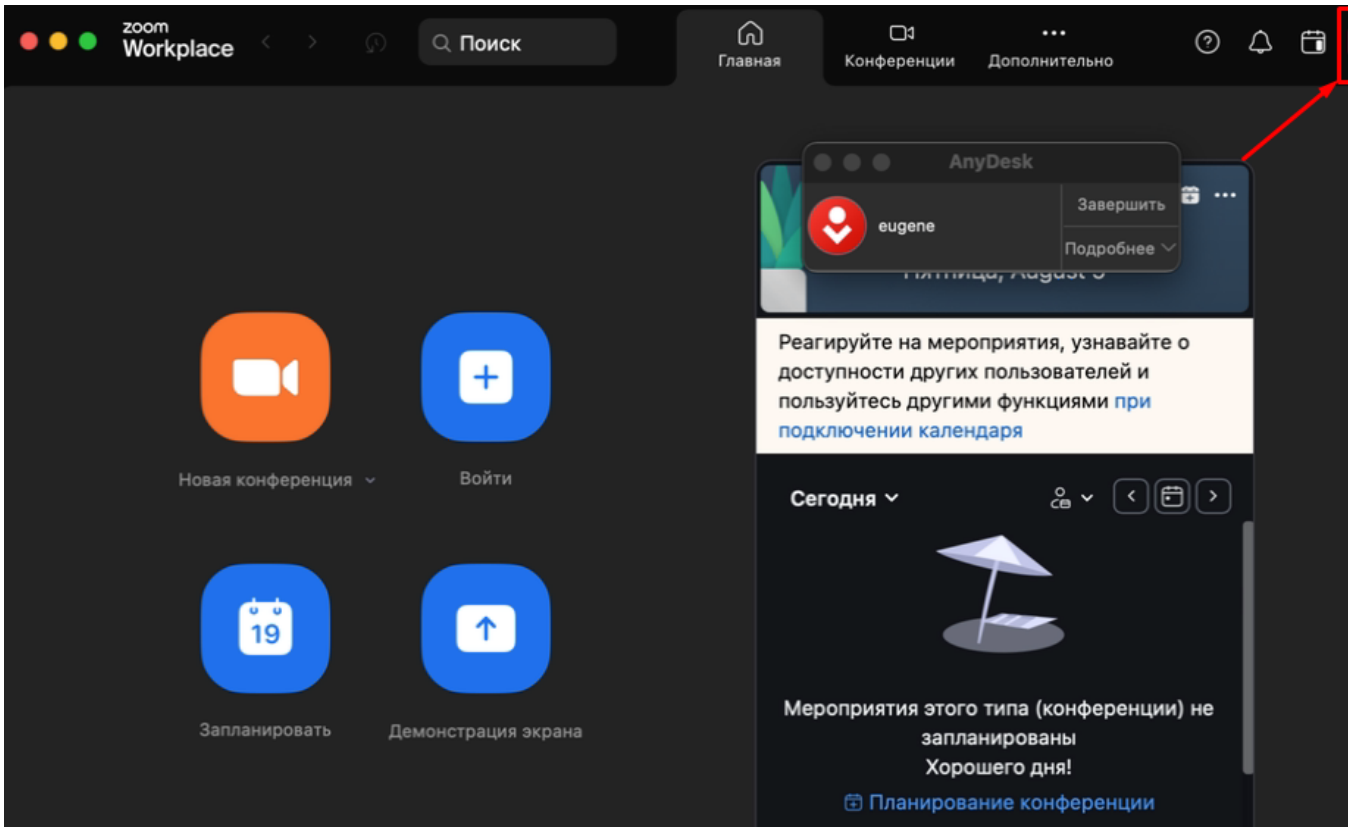 zoom
Workplace
Поиск
Главная
Конференции
Дополнительно
AnyDesk
eugene
Завершить
Подробнее
Реагируйте на мероприятия, узнавайте о
доступности других пользователей и
пользуйтесь другими функциями при
подключении календаря
Сегодня
Новая конференция
Войти
19
Запланировать
Демонстрация экрана
Мероприятия этого типа (конференции) не
запланированы
Хорошего дня!
Планирование конференции